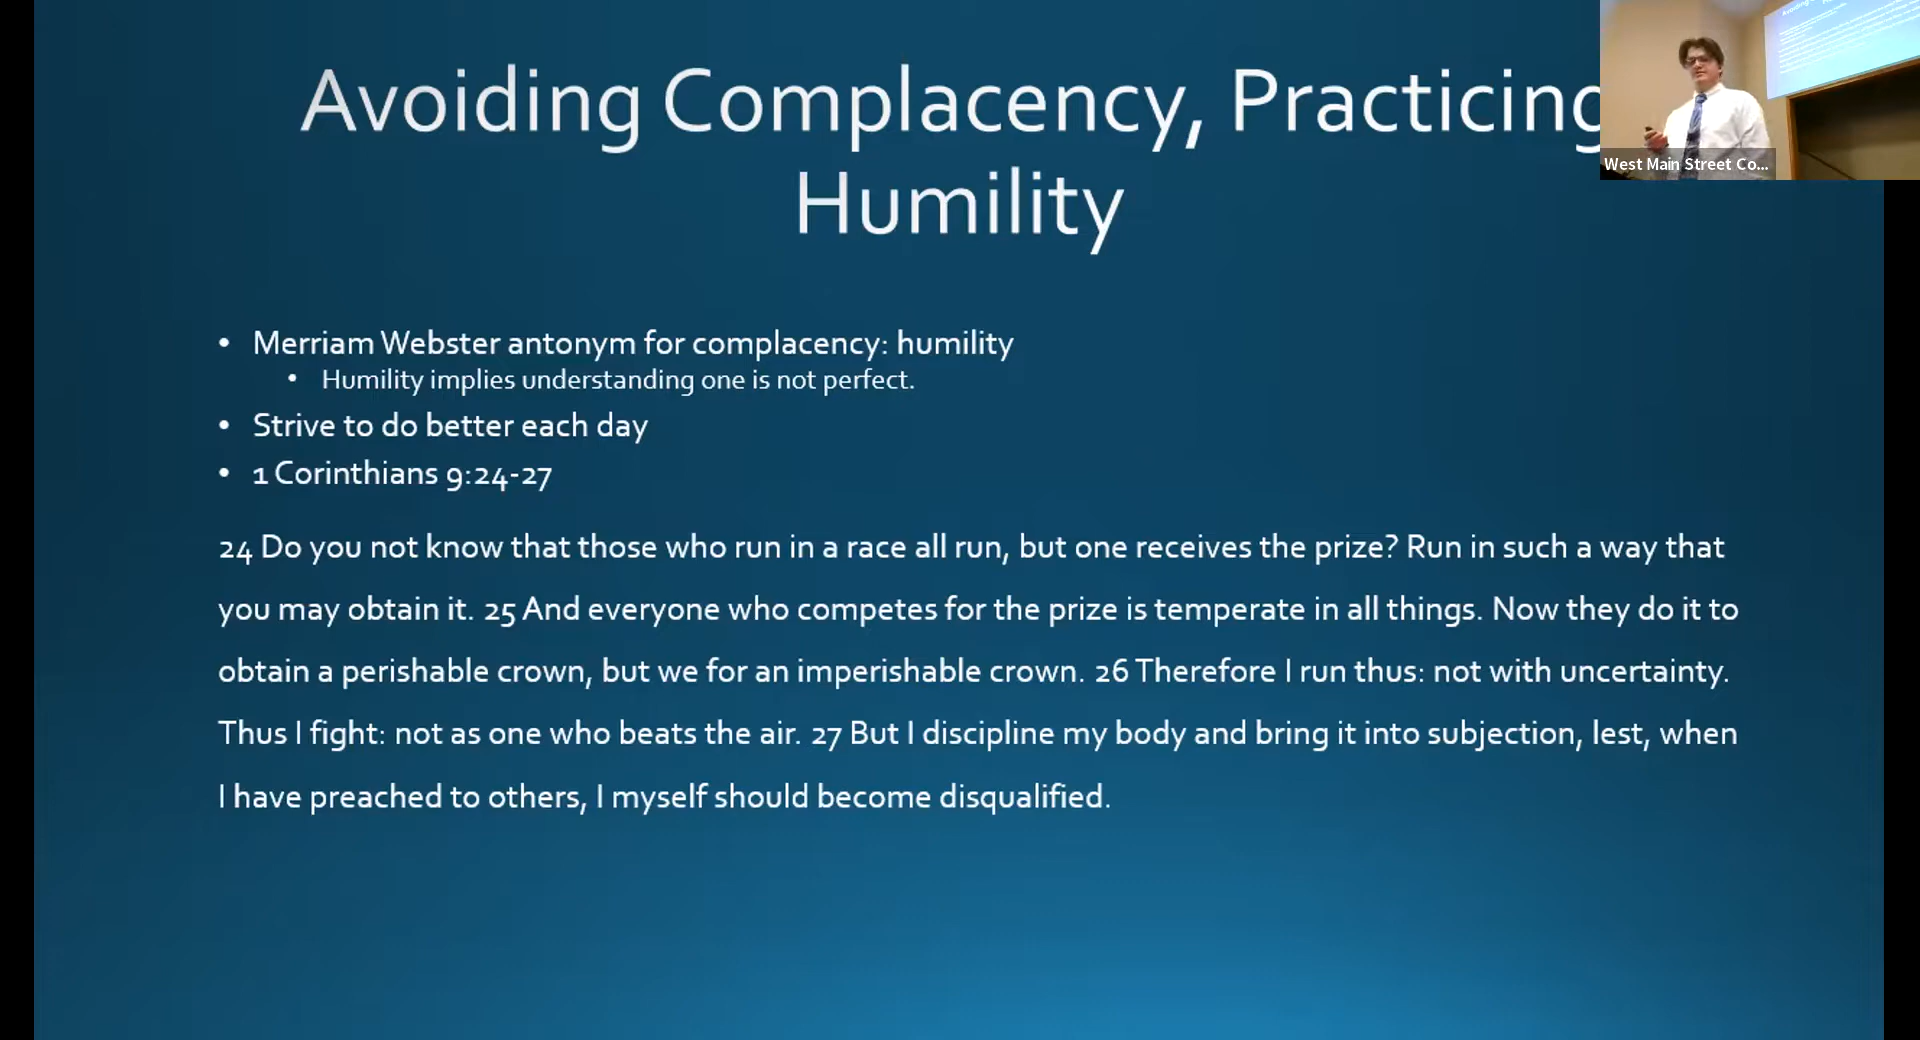 Avoiding Complacency, Practicing
Humility
West Main Street Co...
• Merriam Webster antonym for complacency: humility
• Humility implies understanding one is not perfect.
• Strive to do better each day
• 1 Corinthians 9:24-27
24 Do you not know that those who run in a race all run, but one receives the prize? Run in such a way that
you may obtain it. 25 And everyone who competes for the prize is temperate in all things. Now they do it to
obtain a perishable crown, but we for an imperishable crown. 26 Therefore I run thus: not with uncertainty.
Thus I fight: not as one who beats the air. 27 But I discipline my body and bring it into subjection, lest, when
I have preached to others, I myself should become disqualified.